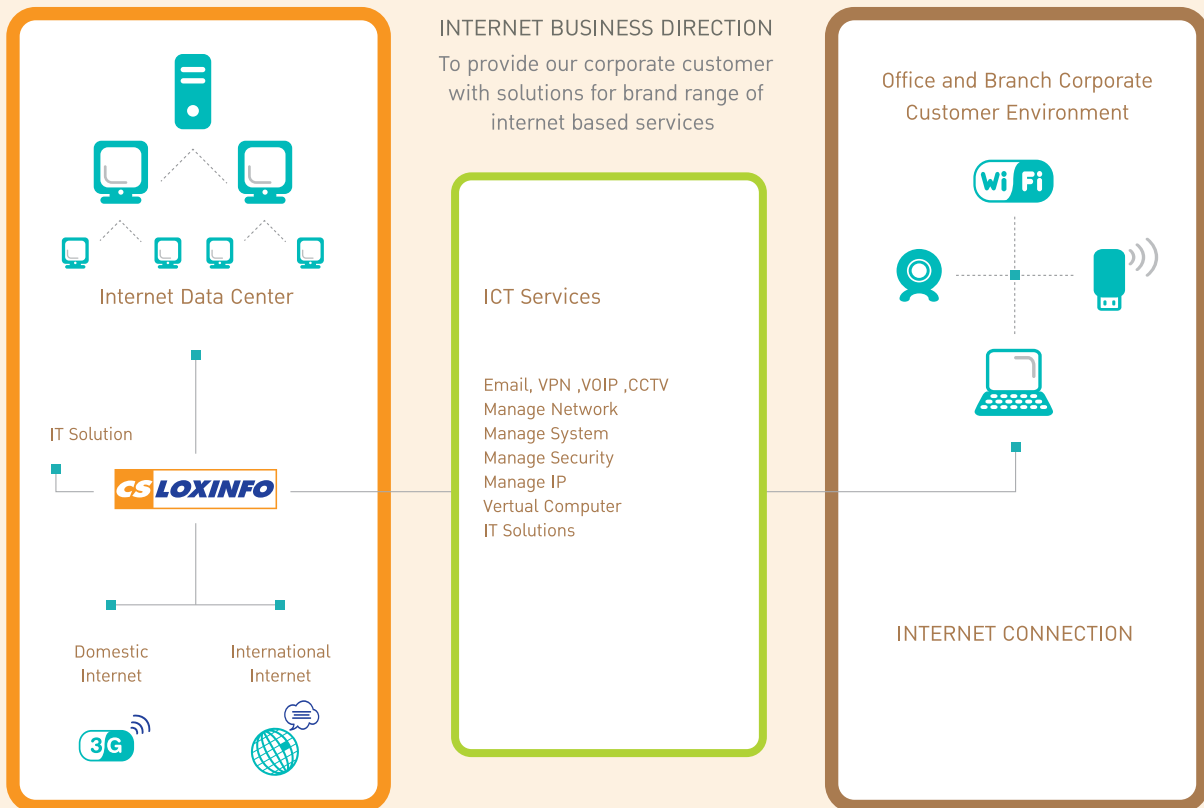 INTERNET BUSINESS DIRECTION
To provide our corporate customer
with solutions for brand range of
internet based services
Internet Data Center
IT Solution
CS LOXINFO
Domestic
Internet
International
Internet
3G
ICT Services
Email, VPN ,VOIP ,CCTV
Manage Network
Manage System
Manage Security
Manage IP
Vertual Computer
IT Solutions
Office and Branch Corporate
Customer Environment
Wi Fi
INTERNET CONNECTION